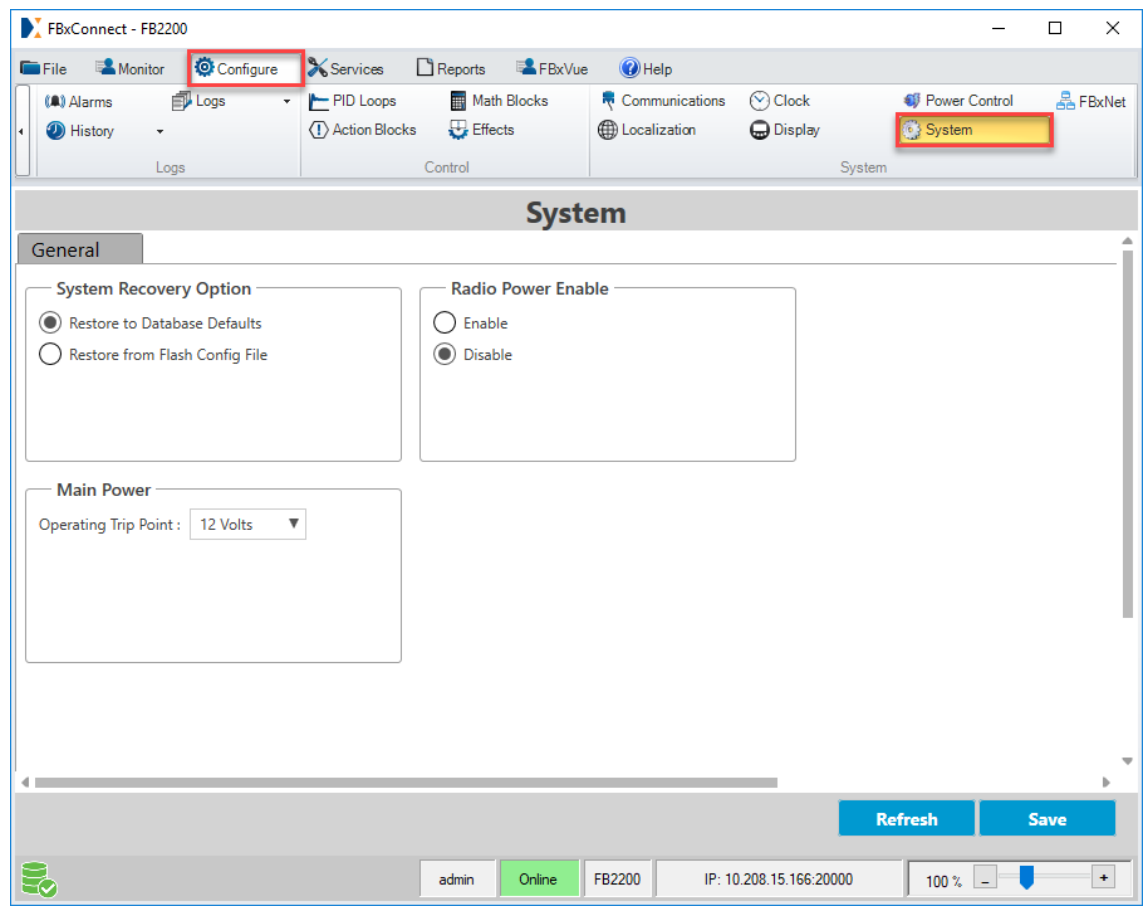 FBxConnect - FB2200
File Monitor Configure Services Reports FBxVue Help
Alarms Logs PID Loops Math Blocks Communications Clock Power Control FBxNet
History Action Blocks Effects Localization Display System
Logs Control System
System
General
System Recovery Option
Restore to Database Defaults
Restore from Flash Config File
Radio Power Enable
Enable
Disable
Main Power
Operating Trip Point : 12 Volts
Refresh Save
admin Online FB2200 IP: 10.208.15.166:20000 100 % - +